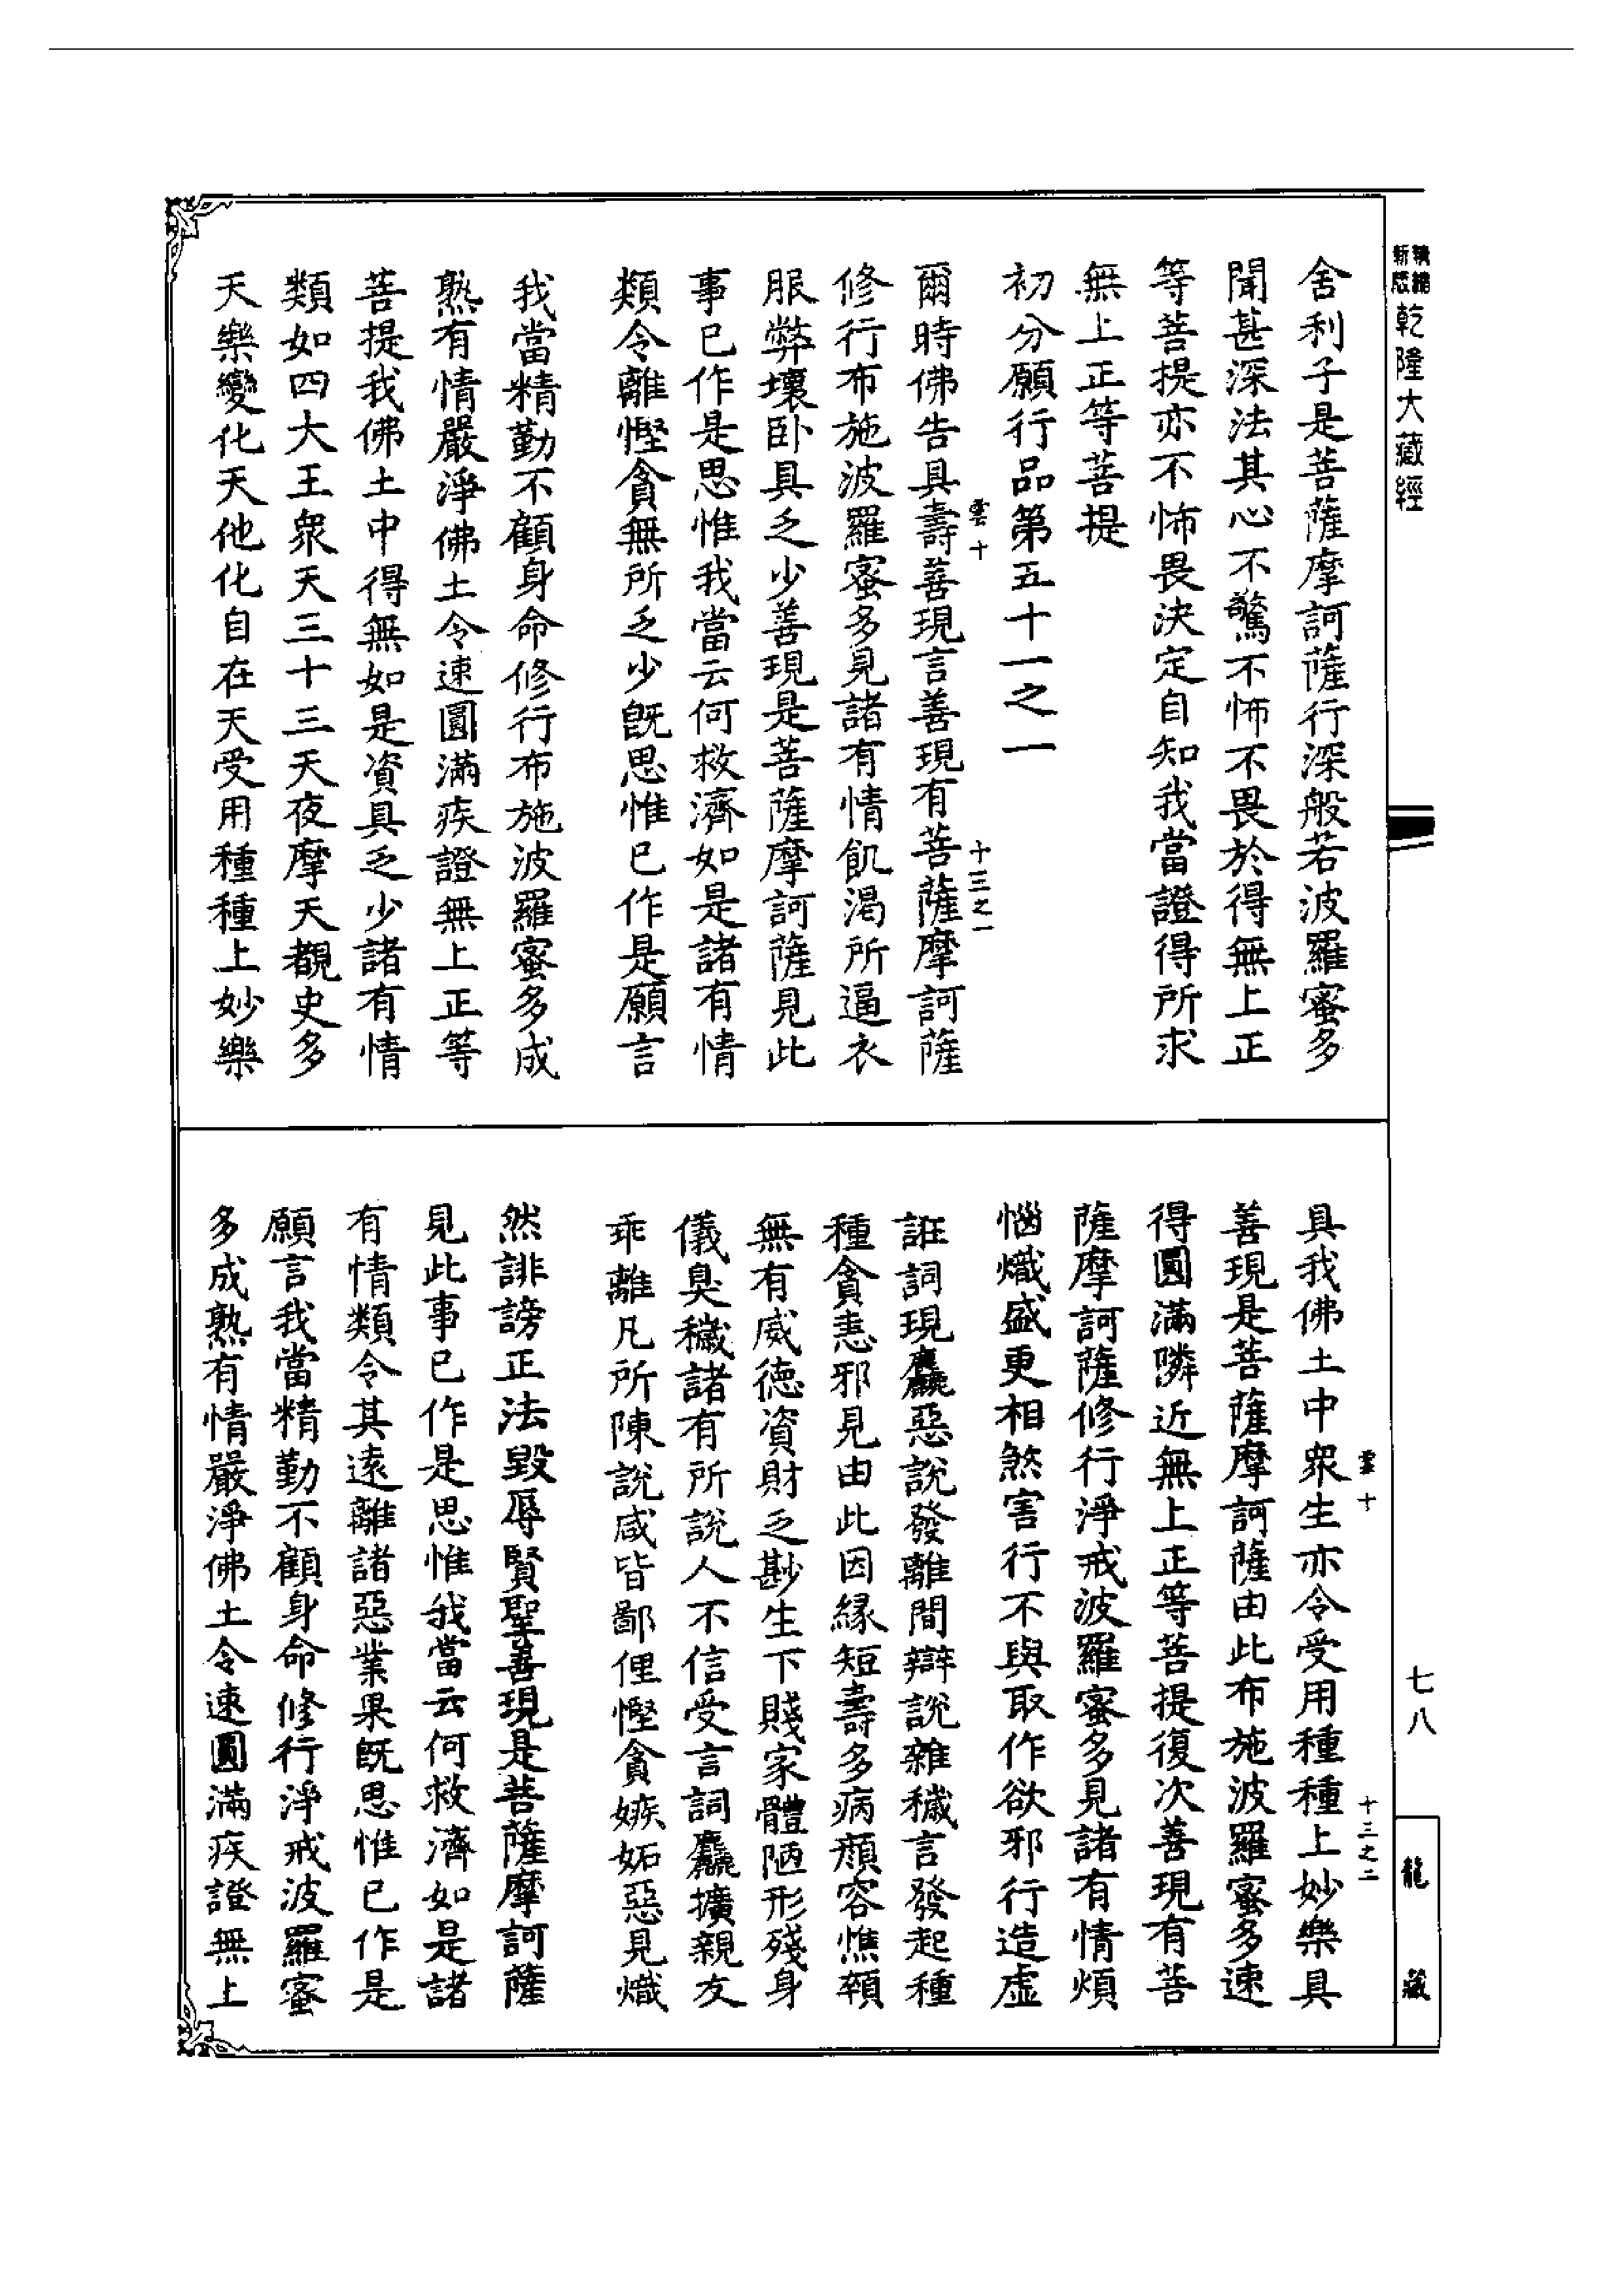 新版
乾隆大藏經
舍利子是菩薩摩訶薩行深般若波羅蜜多
聞甚深法其心不驚不怖不畏於得無上正
等菩提亦不怖畏決定自知我當證得所求
無上正等菩提
初分願行品第五十一之一
雲十
十三之一
爾時佛告具壽善現言善現有菩薩摩訶薩
修行布施波羅蜜多見諸有情飢渴所逼衣
服弊壞臥具乏少善現是菩薩摩訶薩見此
事已作是思惟我當云何救濟如是諸有情
類令離慳貪無所乏少既思惟已作是願言
我當精勤不顧身命修行布施波羅蜜多成
熟有情嚴淨佛土令速圓滿疾證無上正等
菩提我佛土中得無如是資具乏少諸有情
類如四大王眾天三十三天夜摩天覩史多
天樂變化天他化自在天受用種種上妙樂
七八
龍藏
雲十
十三之二
具我佛土中眾生亦令受用種種上妙樂具
善現是菩薩摩訶薩由此布施波羅蜜多速
得圓滿隣近無上正等菩提復次善現有菩
薩摩訶薩修行淨戒波羅蜜多見諸有情煩
惱熾盛更相煞害行不與取作欲邪行造虛
誑詞現麤惡說發離間辯說雜穢言發起種
種貪恚邪見由此因緣短壽多病顏容憔顇
無有威德資財乏尠生下賤家體陋形殘身
儀臭穢諸有所說人不信受言詞麤擴親友
乖離凡所陳說咸皆鄙俚慳貪嫉妬惡見熾
然誹謗正法毀辱賢聖善現是菩薩摩訶薩
見此事已作是思惟我當云何救濟如是諸
有情類令其遠離諸惡業果既思惟已作是
願言我當精勤不顧身命修行淨戒波羅蜜
多成熟有情嚴淨佛土令速圓滿疾證無上